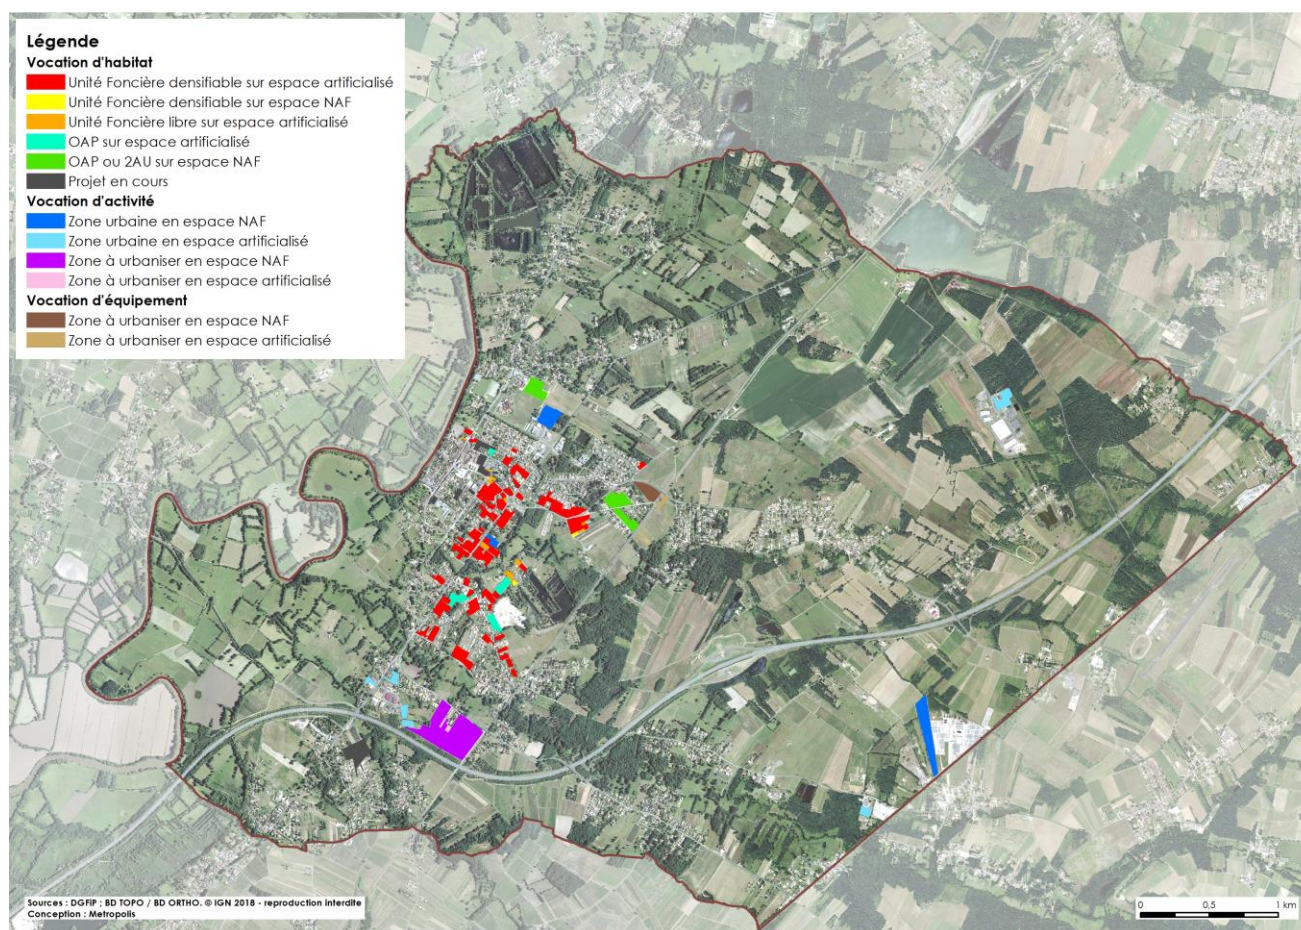 Légende
Vocation d'habitat
Unité Foncière densifiable sur espace artificialisé
Unité Foncière densifiable sur espace NAF
Unité Foncière libre sur espace artificialisé
OAP sur espace artificialisé
OAP ou 2AU sur espace NAF
Projet en cours
Vocation d'activité
Zone urbaine en espace NAF
Zone urbaine en espace artificialisé
Zone à urbaniser en espace NAF
Zone à urbaniser en espace artificialisé
Vocation d'équipement
Zone à urbaniser en espace NAF
Zone à urbaniser en espace artificialisé
Sources : DGFiP ; BD TOPO / BD ORTHO. © IGN 2018 - reproduction interdite
Conception : Metropolis
0 0,5 1 km